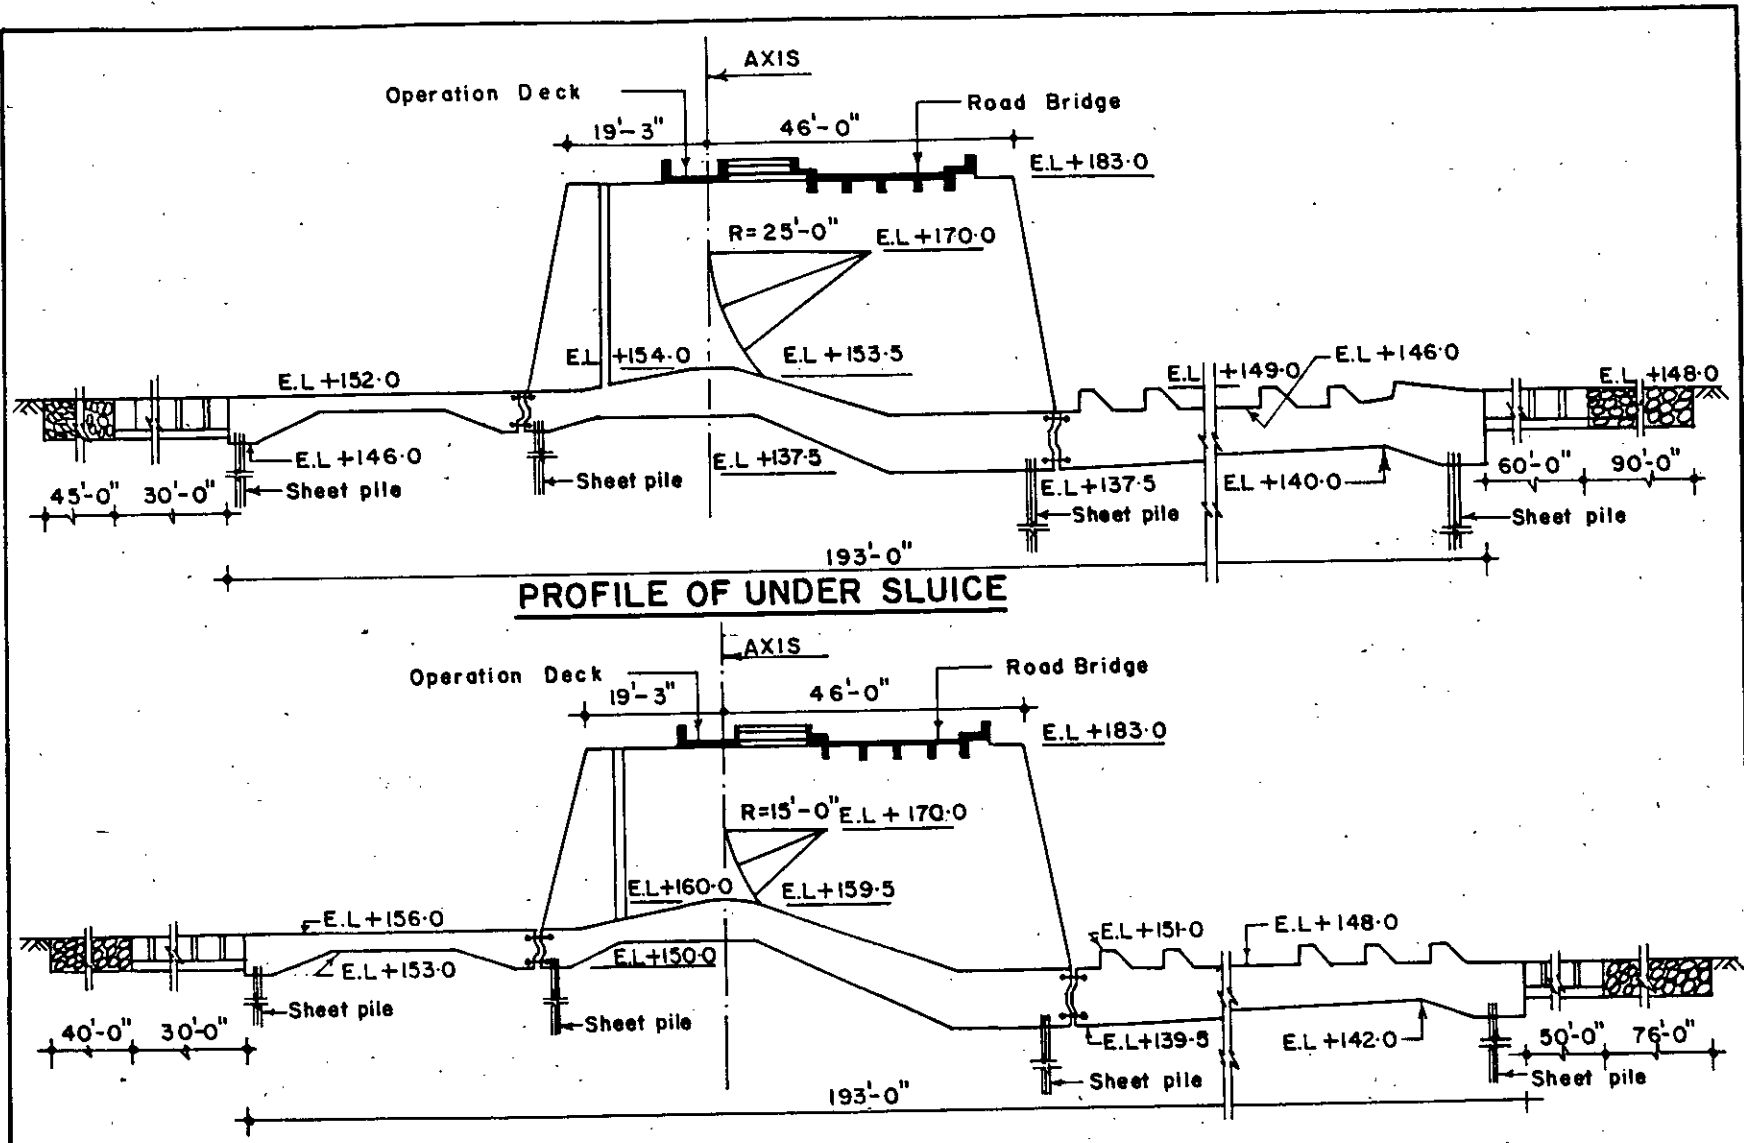 AXIS
Operation Deck
Road Bridge
19'-3" 46'-0"
E.L+183·0
R=25'-0" E.L+170·0
E.L +154·0 E.L+153·5
E.L+152·0
E.L +149·0 E.L+146·0
E.L +148·0
E.L+146·0 E.L+137·5
Sheet pile Sheet pile
E.L+137·5 E.L+140·0
45'-0" 30'-0" 60'-0" 90'-0"
Sheet pile Sheet pile
193'-0"
PROFILE OF UNDER SLUICE
AXIS
Operation Deck
Road Bridge
19'-3" 46'-0"
E.L+183·0
R=15'-0" E.L+170·0
E.L+160·0 E.L+159·5
E.L+156·0
E.L+151·0 E.L+148·0
E.L+153·0 E.L+150·0
Sheet pile Sheet pile
E.L+139·5 E.L+142·0
40'-0" 30'-0" 50'-0" 76'-0"
Sheet pile Sheet pile
193'-0"